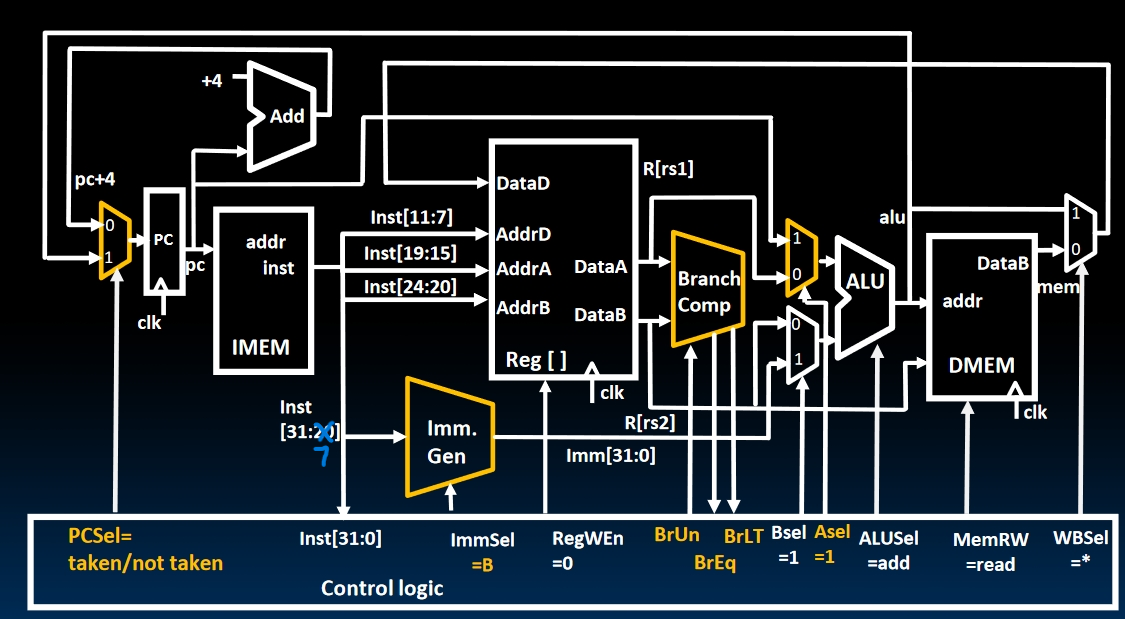 +4
Add
pc+4
0
1
PC
pc
clk
addr
inst
IMEM
Inst[11:7]
Inst[19:15]
Inst[24:20]
DataD
AddrD
AddrA
AddrB
DataA
DataB
Reg [ ]
clk
R[rs1]
Branch
Comp
1
0
0
1
ALU
alu
addr
DataB
DMEM
clk
mem
1
0
Inst
[31:20]
7
Imm.
Gen
R[rs2]
Imm[31:0]
PCSel=
taken/not taken
Inst[31:0]
ImmSel
=B
RegWEn
=0
BrUn
BrEq
BrLT
Bsel
=1
Asel
=1
ALUSel
=add
MemRW
=read
WBSel
=*
Control logic